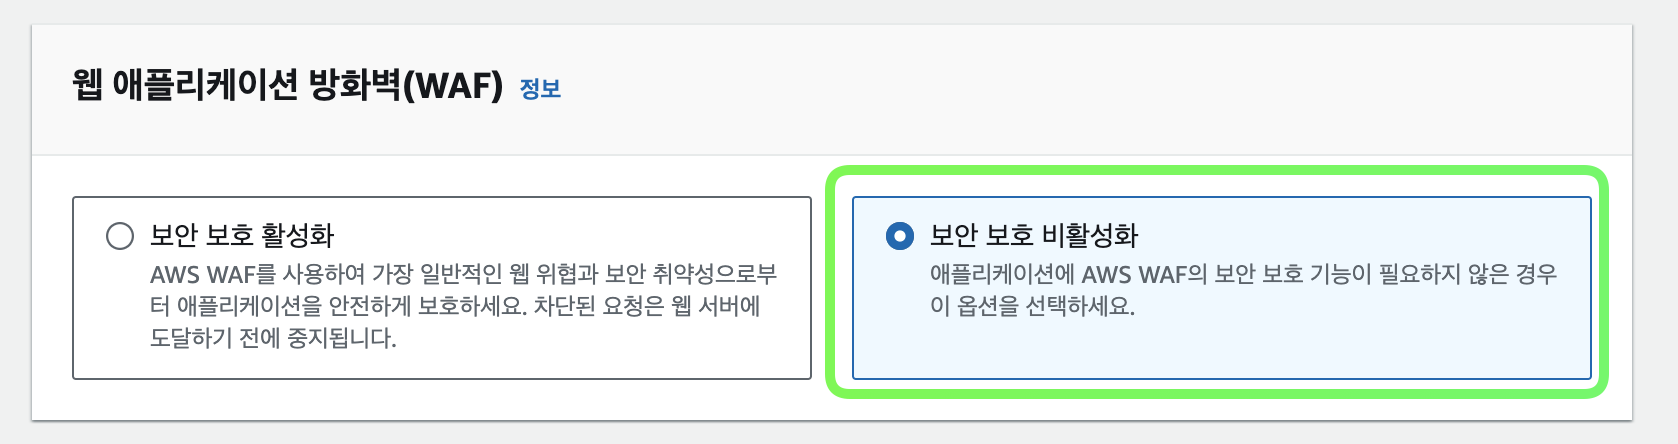 웹 애플리케이션 방화벽(WAF) 정보
보안 보호 활성화
AWS WAF를 사용하여 가장 일반적인 웹 위협과 보안 취약성으로부
터 애플리케이션을 안전하게 보호하세요. 차단된 요청은 웹 서버에
도달하기 전에 중지됩니다.
보안 보호 비활성화
애플리케이션에 AWS WAF의 보안 보호 기능이 필요하지 않은 경우
이 옵션을 선택하세요.